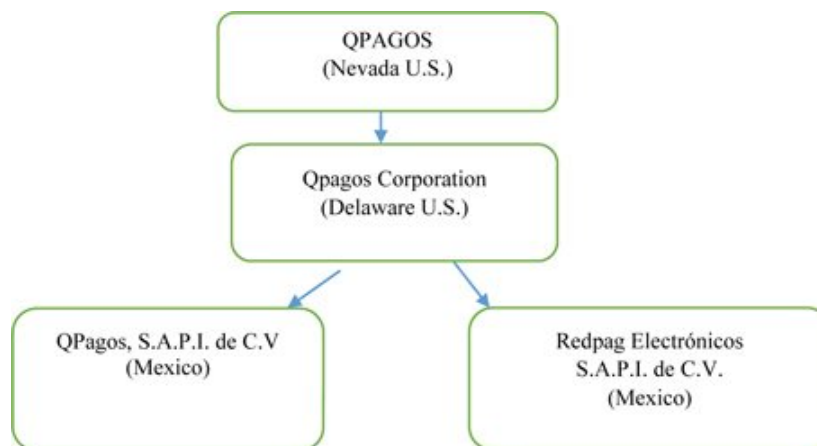 QPAGOS
(Nevada U.S.)
Qpagos Corporation
(Delaware U.S.)
QPagos, S.A.P.I. de C.V
(Mexico)
Redpag Electrónicos
S.A.P.I. de C.V.
(Mexico)